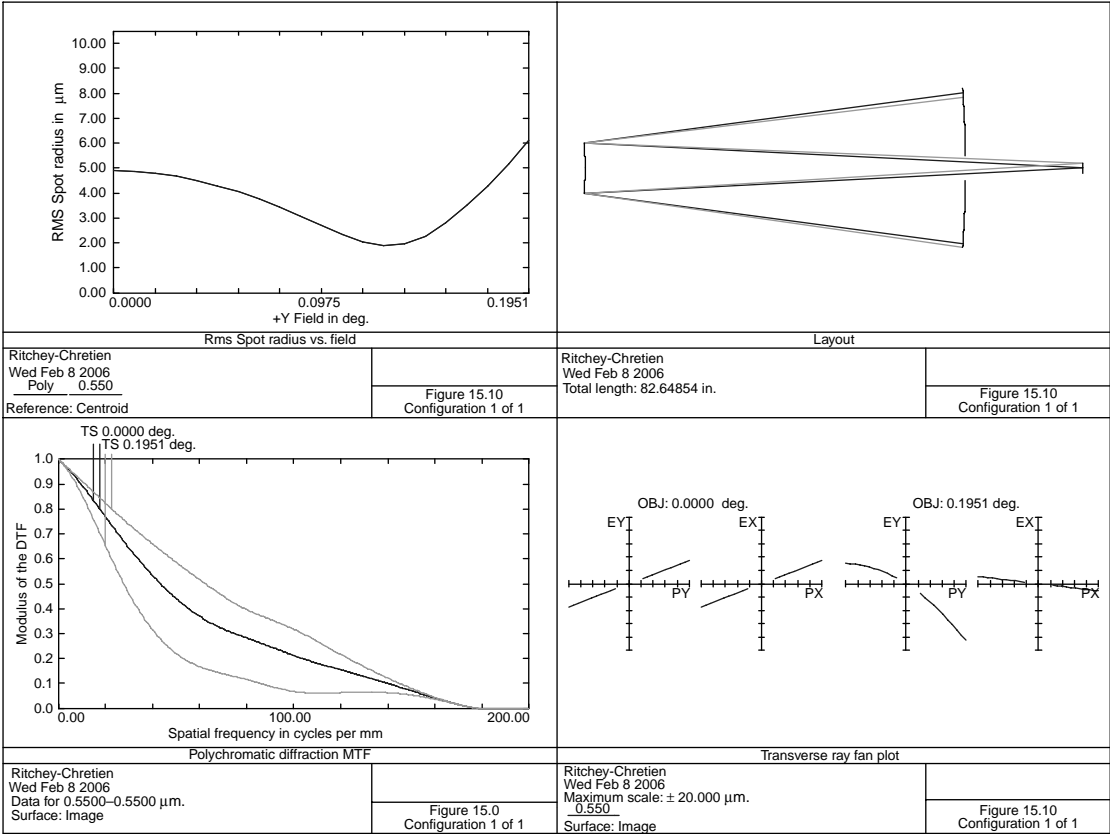 10.00
9.00
8.00
7.00
6.00
5.00
4.00
3.00
2.00
1.00
0.00
RMS Spot radius in μm
0.0000
0.0975
0.1951
+Y Field in deg.
Rms Spot radius vs. field
Ritchey-Chretien
Wed Feb 8 2006
Poly 0.550
Reference: Centroid
Figure 15.10
Configuration 1 of 1
Layout
Ritchey-Chretien
Wed Feb 8 2006
Total length: 82.64854 in.
Figure 15.10
Configuration 1 of 1
TS 0.0000 deg.
TS 0.1951 deg.
1.0
0.9
0.8
0.7
0.6
0.5
0.4
0.3
0.2
0.1
0.0
Modulus of the DTF
0.00
100.00
200.00
Spatial frequency in cycles per mm
Polychromatic diffraction MTF
Ritchey-Chretien
Wed Feb 8 2006
Data for 0.5500–0.5500 μm.
Surface: Image
Figure 15.0
Configuration 1 of 1
OBJ: 0.0000 deg.
EY
PY
EX
PX
OBJ: 0.1951 deg.
EY
PY
EX
PX
Transverse ray fan plot
Ritchey-Chretien
Wed Feb 8 2006
Maximum scale: ± 20.000 μm.
0.550
Surface: Image
Figure 15.10
Configuration 1 of 1